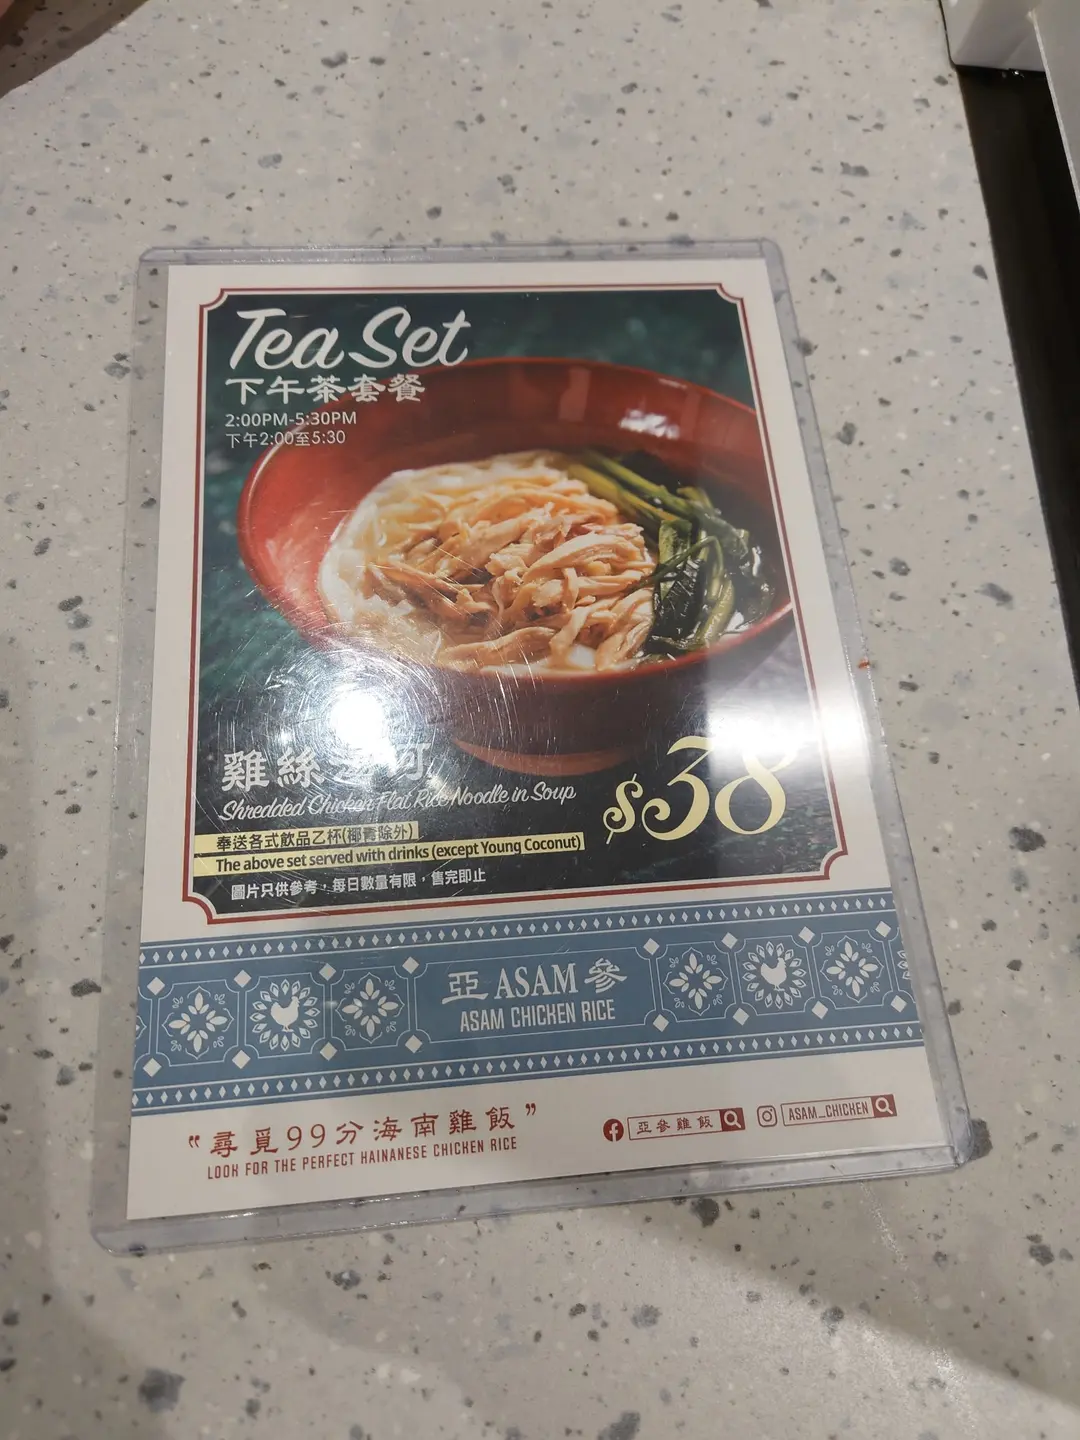 Tea Set
下午茶套餐
2:00PM-5:30PM
下午2:00至5:30
雞絲 河
Shredded Chicken Flat Rice Noodle in Soup
$38
奉送各式飲品乙杯(椰青除外)
The above set served with drinks (except Young Coconut)
圖片只供參考，每日數量有限，售完即止
亞 ASAM 參
ASAM CHICKEN RICE
“尋覓99分海南雞飯”
LOOK FOR THE PERFECT HAINANESE CHICKEN RICE
亞參雞飯
ASAM_CHICKEN